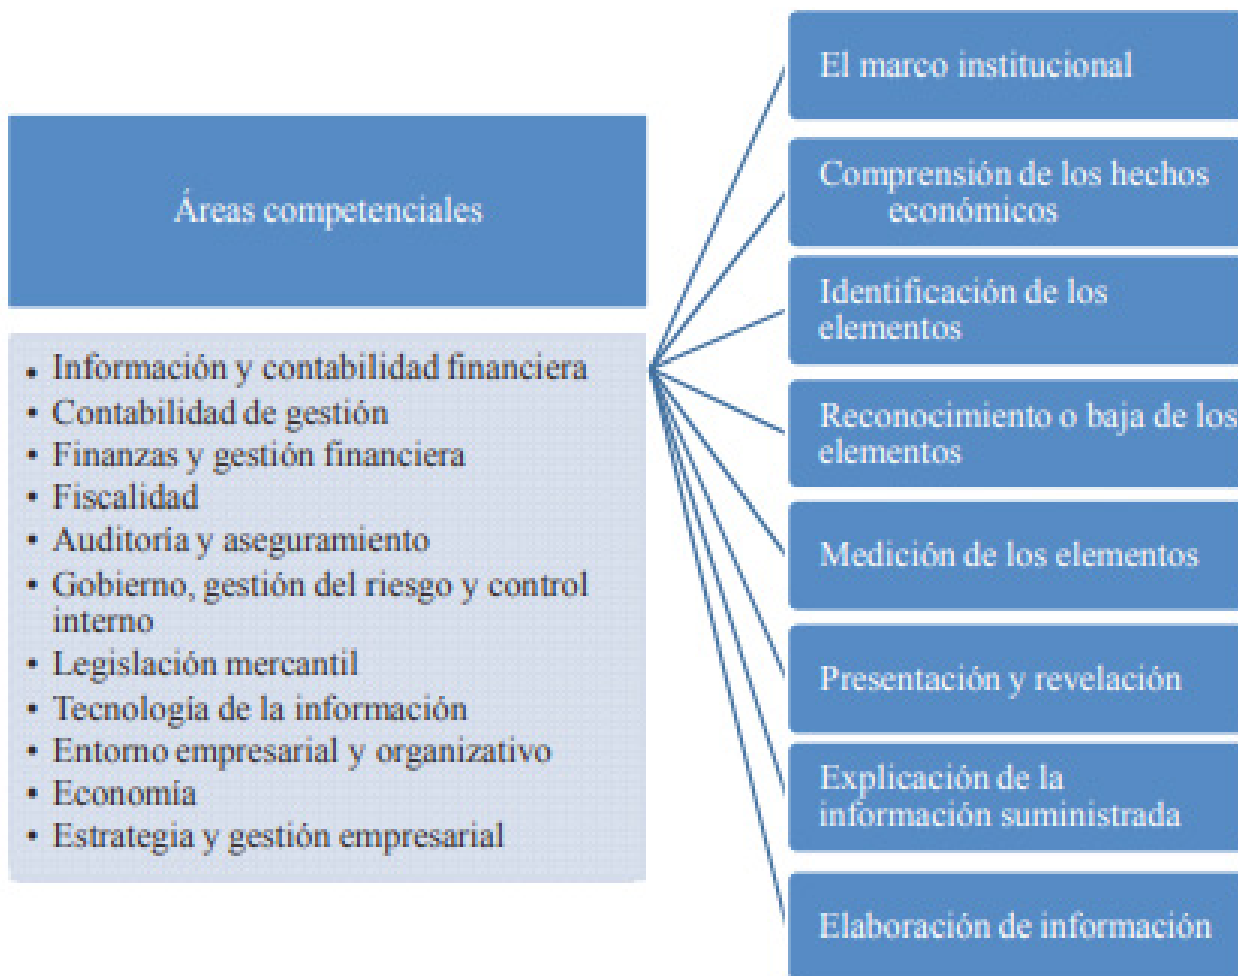 Áreas competenciales
• Información y contabilidad financiera
• Contabilidad de gestión
• Finanzas y gestión financiera
• Fiscalidad
• Auditoría y aseguramiento
• Gobierno, gestión del riesgo y control
interno
• Legislación mercantil
• Tecnología de la información
• Entorno empresarial y organizativo
• Economía
• Estrategia y gestión empresarial
El marco institucional
Comprensión de los hechos
económicos
Identificación de los
elementos
Reconocimiento o baja de los
elementos
Medición de los elementos
Presentación y revelación
Explicación de la
información suministrada
Elaboración de información